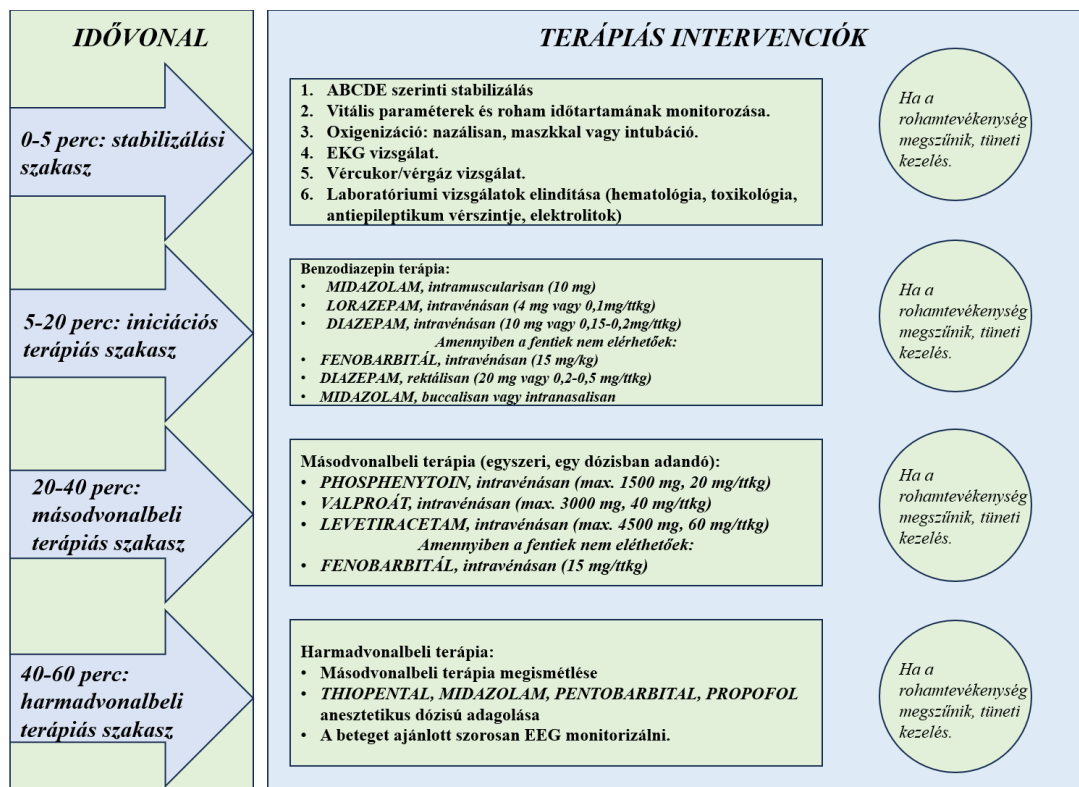 IDŐVONAL
TERÁPIÁS INTERVENCIÓK
0-5 perc: stabilizálási
szakasz
1. ABCDE szerinti stabilizálás
2. Vitális paraméterek és roham időtartamának monitorozása.
3. Oxigenizáció: nazálisan, maszkkal vagy intubáció.
4. EKG vizsgálat.
5. Vércukor/vérgáz vizsgálat.
6. Laboratóriumi vizsgálatok elindítása (hematológia, toxikológia,
antiepileptikum vérszintje, elektrolitok)
Ha a
rohamtevékenység
megszűnik, tüneti
kezelés.
5-20 perc: iniciációs
terápiás szakasz
Benzodiazepin terápia:
• MIDAZOLAM, intramuscularisan (10 mg)
• LORAZEPAM, intravénásan (4 mg vagy 0,1mg/ttkg)
• DIAZEPAM, intravénásan (10 mg vagy 0,15-0,2mg/ttkg)
Amennyiben a fentiek nem elérhetőek:
• FENOBARBITÁL, intravénásan (15 mg/kg)
• DIAZEPAM, rektálisan (20 mg vagy 0,2-0,5 mg/ttkg)
• MIDAZOLAM, buccalisan vagy intranasalisan
Ha a
rohamtevékenység
megszűnik, tüneti
kezelés.
20-40 perc:
másodvonalbeli
terápiás szakasz
Másodvonalbeli terápia (egyszeri, egy dózisban adandó):
• PHOSPHENYTOIN, intravénásan (max. 1500 mg, 20 mg/ttkg)
• VALPROÁT, intravénásan (max. 3000 mg, 40 mg/ttkg)
• LEVETIRACETAM, intravénásan (max. 4500 mg, 60 mg/ttkg)
Amennyiben a fentiek nem eléthetőek:
• FENOBARBITÁL, intravénásan (15 mg/ttkg)
Ha a
rohamtevékenység
megszűnik, tüneti
kezelés.
40-60 perc:
harmadvonalbeli
terápiás szakasz
Harmadvonalbeli terápia:
• Másodvonalbeli terápia megismétlése
• THIOPENTAL, MIDAZOLAM, PENTOBARBITAL, PROPOFOL
anesztetikus dózisú adagolása
• A beteget ajánlott szorosan EEG monitorizálni.
Ha a
rohamtevékenység
megszűnik, tüneti
kezelés.